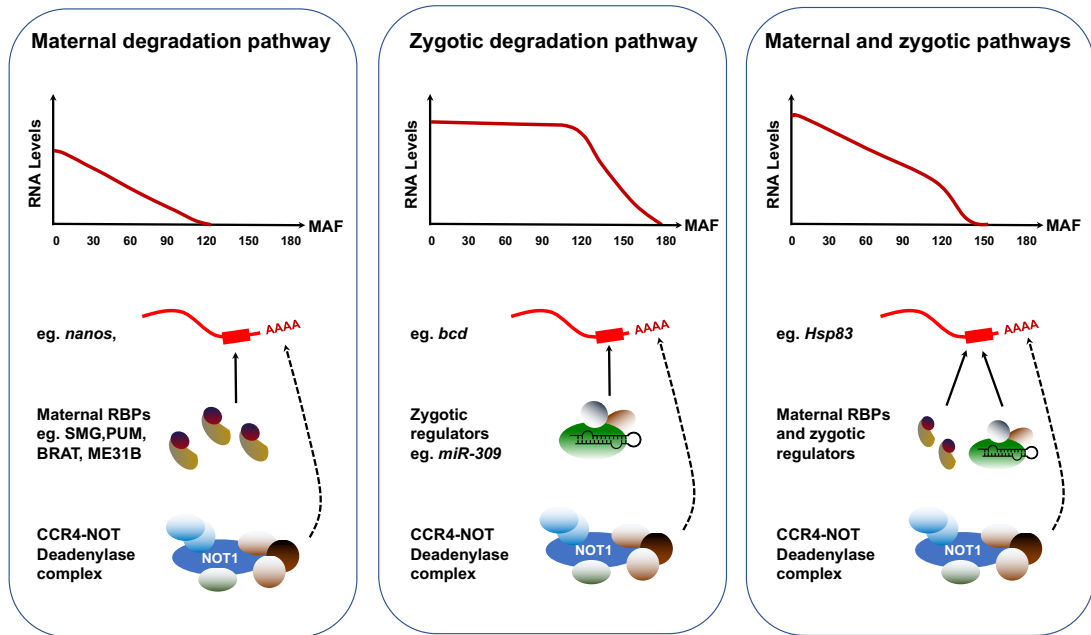 Maternal degradation pathway
RNA Levels
MAF
0 30 60 90 120 150 180
eg. nanos,
AAAA
Maternal RBPs
eg. SMG,PUM,
BRAT, ME31B
CCR4-NOT
Deadenylase
complex
NOT1
Zygotic degradation pathway
RNA Levels
MAF
0 30 60 90 120 150 180
eg. bcd
AAAA
Zygotic
regulators
eg. miR-309
CCR4-NOT
Deadenylase
complex
NOT1
Maternal and zygotic pathways
RNA Levels
MAF
0 30 60 90 120 150 180
eg. Hsp83
AAAA
Maternal RBPs
and zygotic
regulators
CCR4-NOT
Deadenylase
complex
NOT1